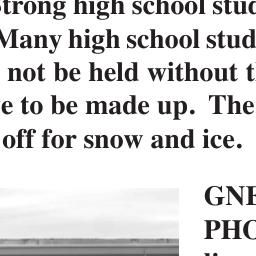 Strong high school stud
Many high school stud
not be held without t
e to be made up. The
off for snow and ice.
GNE
PHO